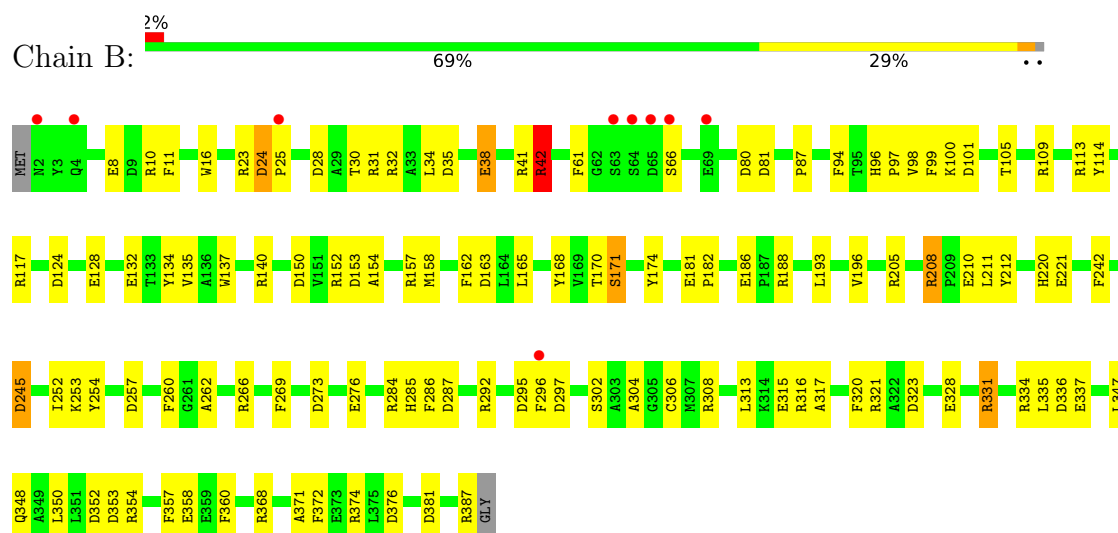 2%
Chain B:
69% 29% • •
MET N2 Y3 Q4 E8 D9 R10 F11 W16 R23 D24 P25 D28 A29 T30 R31 R32 A33 L34 D35 E38 R41 R42 F61 G62 S63 S64 D65 S66 E69 D80 D81 P87 F94 T95 H96 P97 V98 F99 K100 D101 T105 R109 R113 Y114
R117 D124 E128 E132 T133 Y134 V135 A136 W137 R140 D150 V151 R152 D153 A154 R157 M158 F162 D163 L164 L165 Y168 V169 T170 S171 Y174 E181 P182 E186 P187 R188 L193 V196 R205 R208 P209 E210 L211 Y212 H220 E221 F242
D245 I252 K253 Y254 D257 F260 G261 A262 R266 F269 D273 E276 R284 H285 F286 D287 R292 D295 F296 D297 S302 A303 A304 G305 C306 M307 R308 L313 K314 E315 R316 A317 F320 R321 A322 D323 E328 R331 R334 L335 D336 E337 L347
Q348 A349 L350 L351 D352 D353 R354 F357 E358 E359 F360 R368 A371 F372 E373 R374 L375 D376 D381 R387 GLY